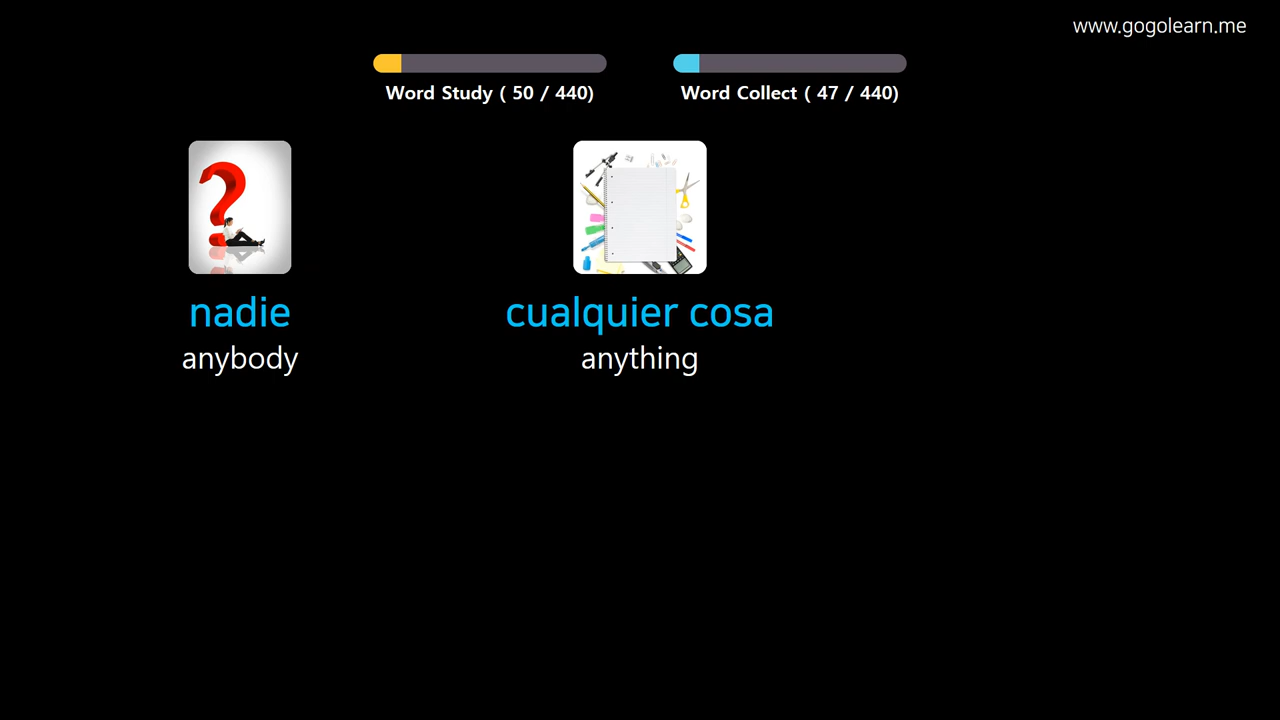 www.gogolearn.me
Word Study ( 50 / 440)
Word Collect ( 47 / 440)
nadie
anybody
cualquier cosa
anything